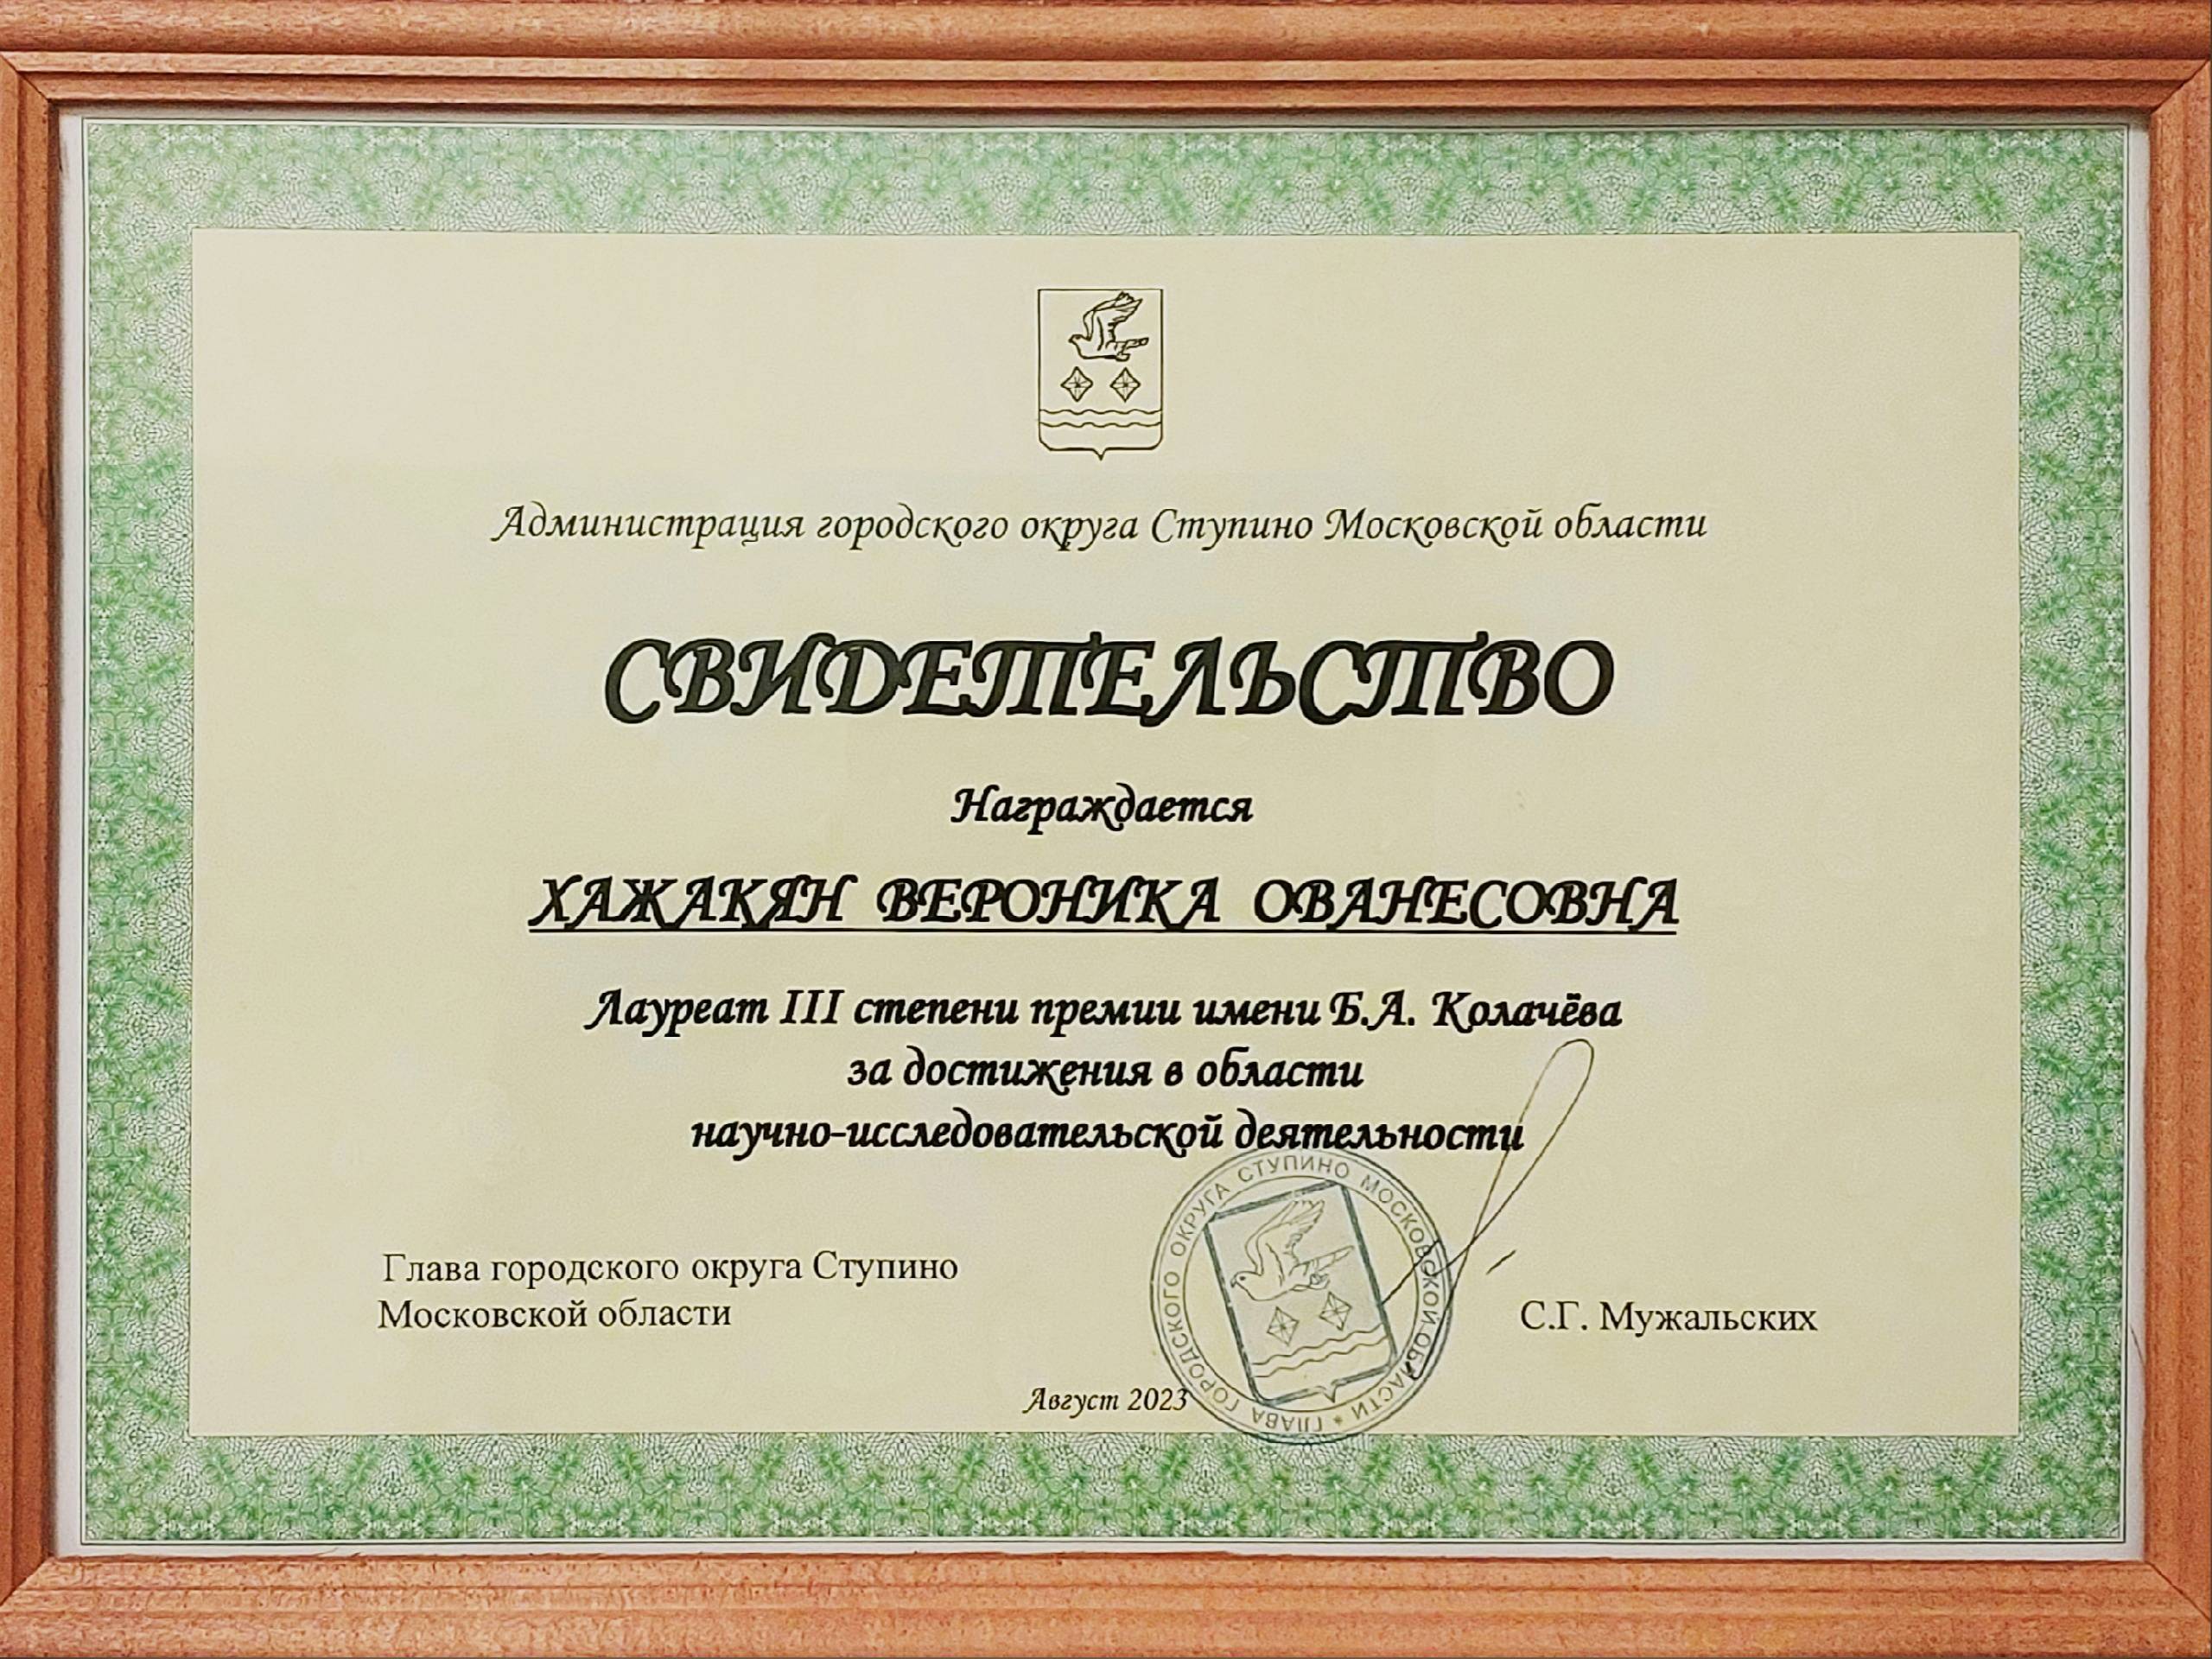 Администрация городского округа Ступино Московской области
СВИДЕТЕЛЬСТВО
Награждается
ХАЖАКЯН ВЕРОНИКА ОВАНЕСОВНА
Лауреат III степени премии имени Б.А. Колачёва
за достижения в области
научно-исследовательской деятельности
Глава городского округа Ступино
Московской области
С.Г. Мужальских
ГЛАВА ГОРОДСКОГО ОКРУГА СТУПИНО МОСКОВСКОЙ ОБЛАСТИ *
Август 2023